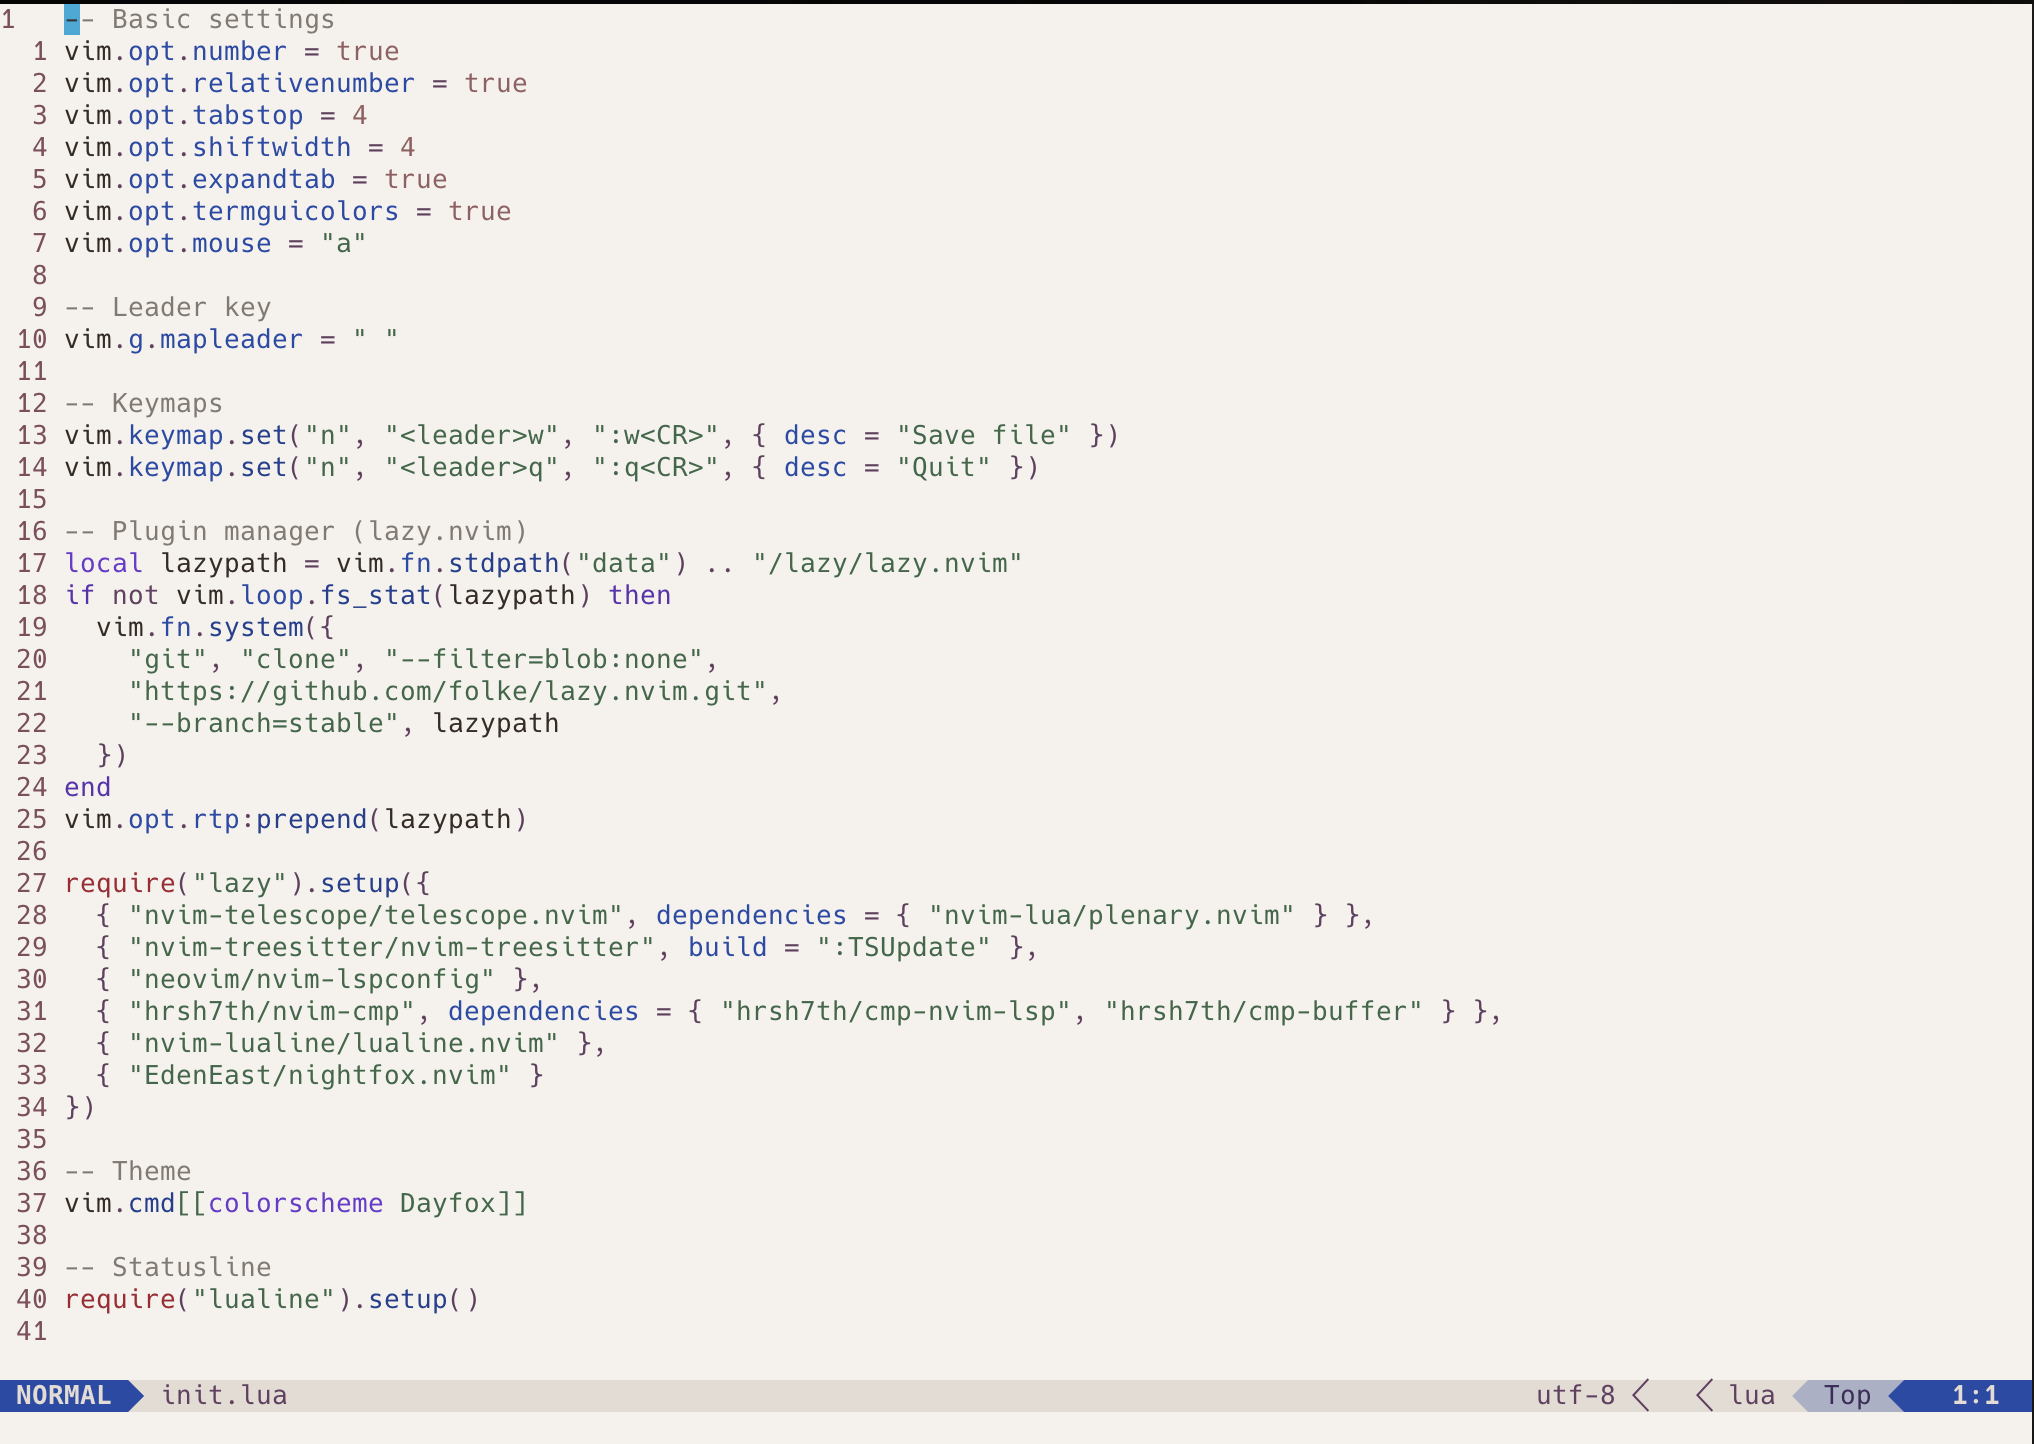 1 -- Basic settings
1 vim.opt.number = true
2 vim.opt.relativenumber = true
3 vim.opt.tabstop = 4
4 vim.opt.shiftwidth = 4
5 vim.opt.expandtab = true
6 vim.opt.termguicolors = true
7 vim.opt.mouse = "a"
8
9 -- Leader key
10 vim.g.mapleader = " "
11
12 -- Keymaps
13 vim.keymap.set("n", "<leader>w", ":w<CR>", { desc = "Save file" })
14 vim.keymap.set("n", "<leader>q", ":q<CR>", { desc = "Quit" })
15
16 -- Plugin manager (lazy.nvim)
17 local lazypath = vim.fn.stdpath("data") .. "/lazy/lazy.nvim"
18 if not vim.loop.fs_stat(lazypath) then
19   vim.fn.system({
20     "git", "clone", "--filter=blob:none",
21     "https://github.com/folke/lazy.nvim.git",
22     "--branch=stable", lazypath
23   })
24 end
25 vim.opt.rtp:prepend(lazypath)
26
27 require("lazy").setup({
28   { "nvim-telescope/telescope.nvim", dependencies = { "nvim-lua/plenary.nvim" } },
29   { "nvim-treesitter/nvim-treesitter", build = ":TSUpdate" },
30   { "neovim/nvim-lspconfig" },
31   { "hrsh7th/nvim-cmp", dependencies = { "hrsh7th/cmp-nvim-lsp", "hrsh7th/cmp-buffer" } },
32   { "nvim-lualine/lualine.nvim" },
33   { "EdenEast/nightfox.nvim" }
34 })
35
36 -- Theme
37 vim.cmd[[colorscheme Dayfox]]
38
39 -- Statusline
40 require("lualine").setup()
41
NORMAL init.lua utf-8 lua Top 1:1